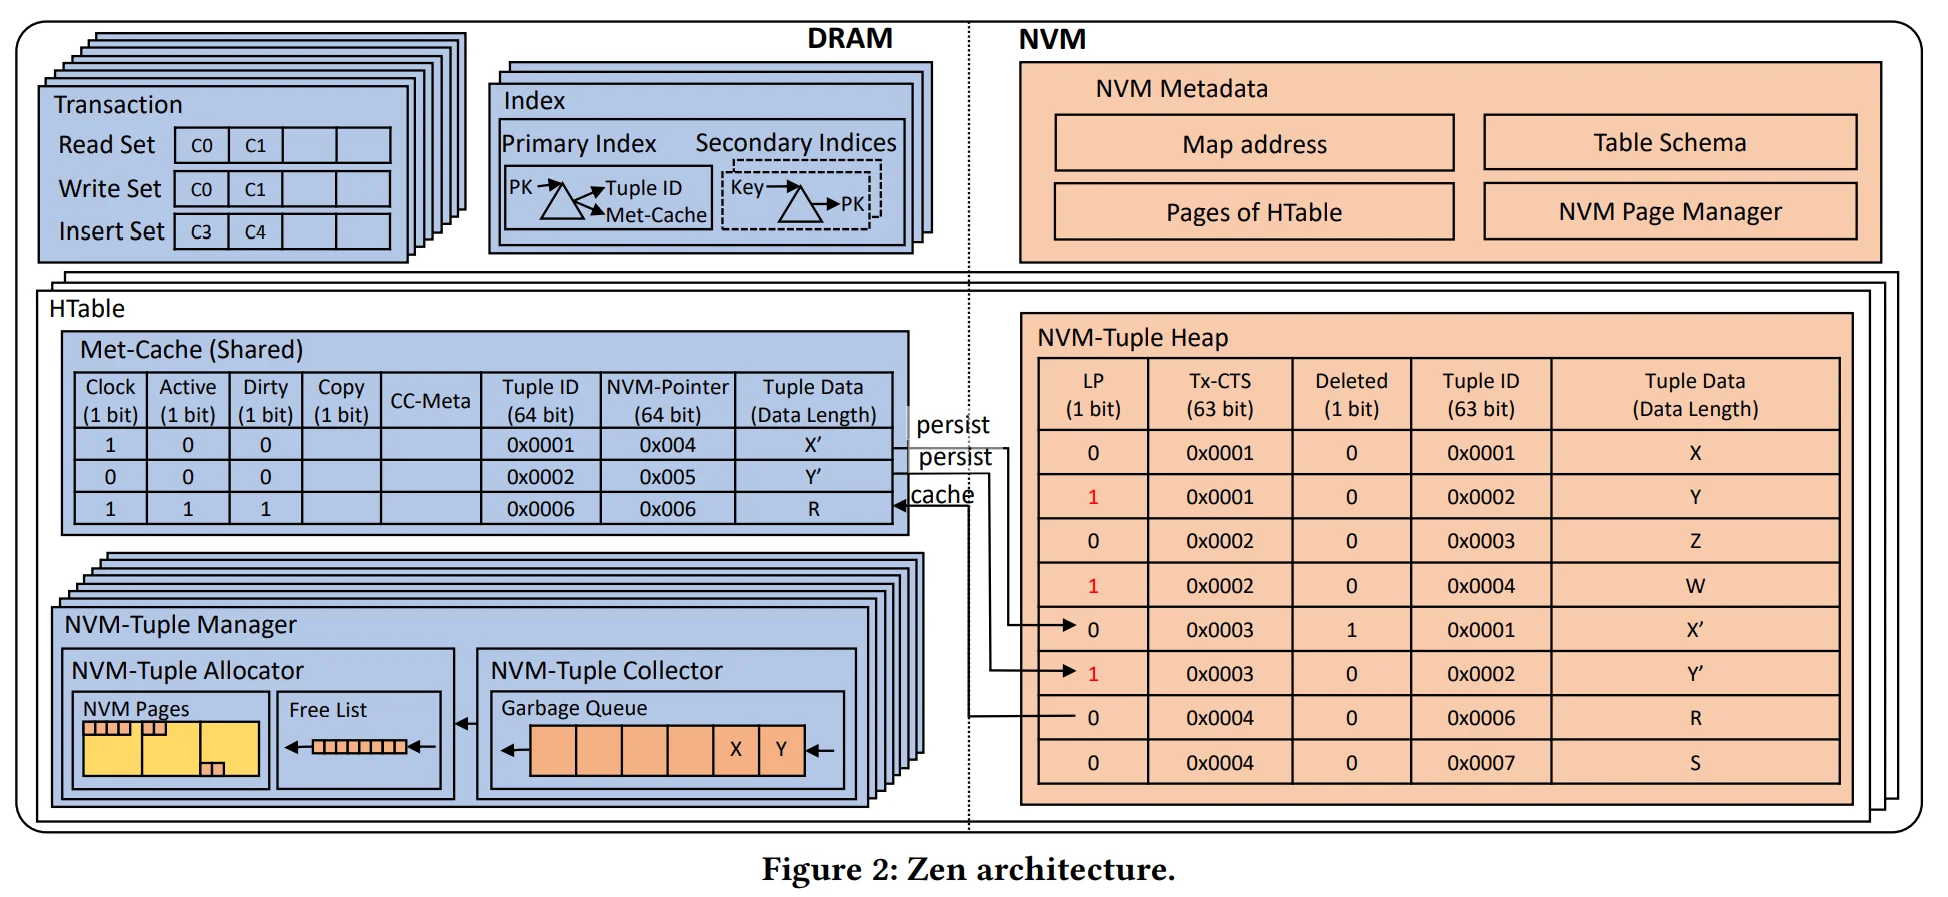 DRAM
NVM
Transaction
Read Set C0 C1
Write Set C0 C1
Insert Set C3 C4
Index
Primary Index
PK Tuple ID
Met-Cache
Secondary Indices
Key PK
NVM Metadata
Map address
Table Schema
Pages of HTable
NVM Page Manager
HTable
Met-Cache (Shared)
Clock (1 bit) Active (1 bit) Dirty (1 bit) Copy (1 bit) CC-Meta Tuple ID (64 bit) NVM-Pointer (64 bit) Tuple Data (Data Length)
1 0 0 0x0001 0x004 X’
0 0 0 0x0002 0x005 Y’
1 1 1 0x0006 0x006 R
persist
persist
cache
NVM-Tuple Manager
NVM-Tuple Allocator
NVM Pages
Free List
NVM-Tuple Collector
Garbage Queue
X Y
NVM-Tuple Heap
LP (1 bit) Tx-CTS (63 bit) Deleted (1 bit) Tuple ID (63 bit) Tuple Data (Data Length)
0 0x0001 0 0x0001 X
1 0x0001 0 0x0002 Y
0 0x0002 0 0x0003 Z
1 0x0002 0 0x0004 W
0 0x0003 1 0x0001 X’
1 0x0003 0 0x0002 Y’
0 0x0004 0 0x0006 R
0 0x0004 0 0x0007 S
Figure 2: Zen architecture.